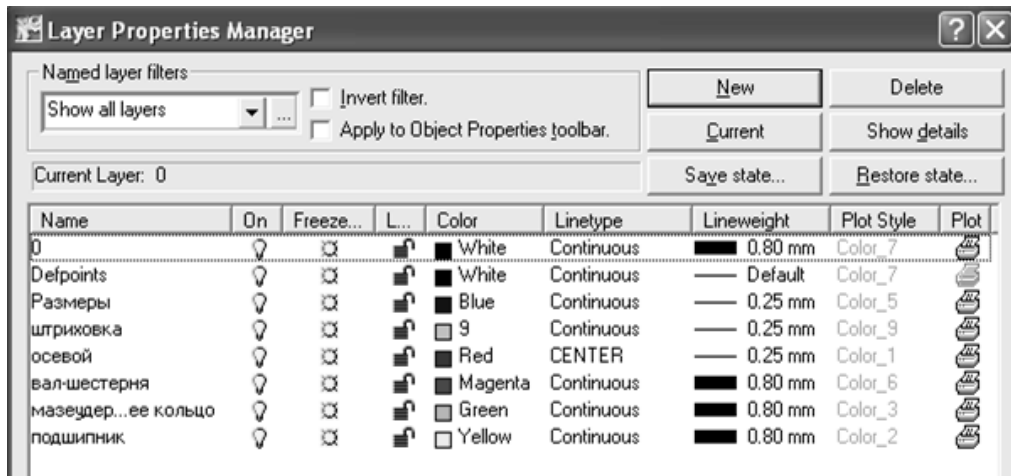 Layer Properties Manager
Named layer filters
Show all layers
...
Invert filter.
Apply to Object Properties toolbar.
New
Delete
Current
Show details
Current Layer: 0
Save state...
Restore state...
Name On Freeze... L... Color Linetype Lineweight Plot Style Plot
0 White Continuous 0.80 mm Color_7
Defpoints White Continuous Default Color_7
Размеры Blue Continuous 0.25 mm Color_5
штриховка 9 Continuous 0.25 mm Color_9
осевой Red CENTER 0.25 mm Color_1
вал-шестерня Magenta Continuous 0.80 mm Color_6
мазеудер...ее кольцо Green Continuous 0.80 mm Color_3
подшипник Yellow Continuous 0.80 mm Color_2